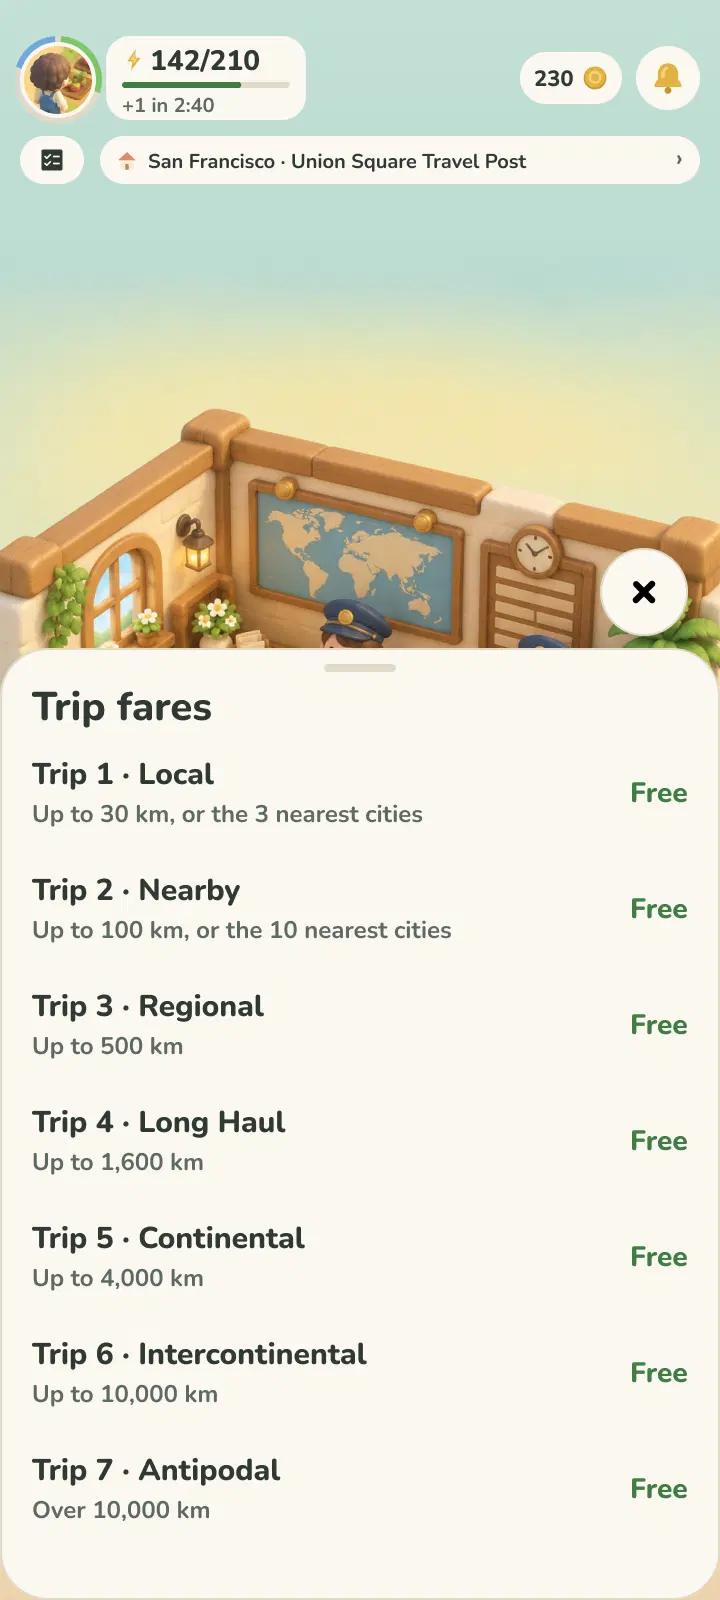 142/210
+1 in 2:40
230
San Francisco · Union Square Travel Post
Trip fares
Trip 1 · Local
Up to 30 km, or the 3 nearest cities
Free
Trip 2 · Nearby
Up to 100 km, or the 10 nearest cities
Free
Trip 3 · Regional
Up to 500 km
Free
Trip 4 · Long Haul
Up to 1,600 km
Free
Trip 5 · Continental
Up to 4,000 km
Free
Trip 6 · Intercontinental
Up to 10,000 km
Free
Trip 7 · Antipodal
Over 10,000 km
Free